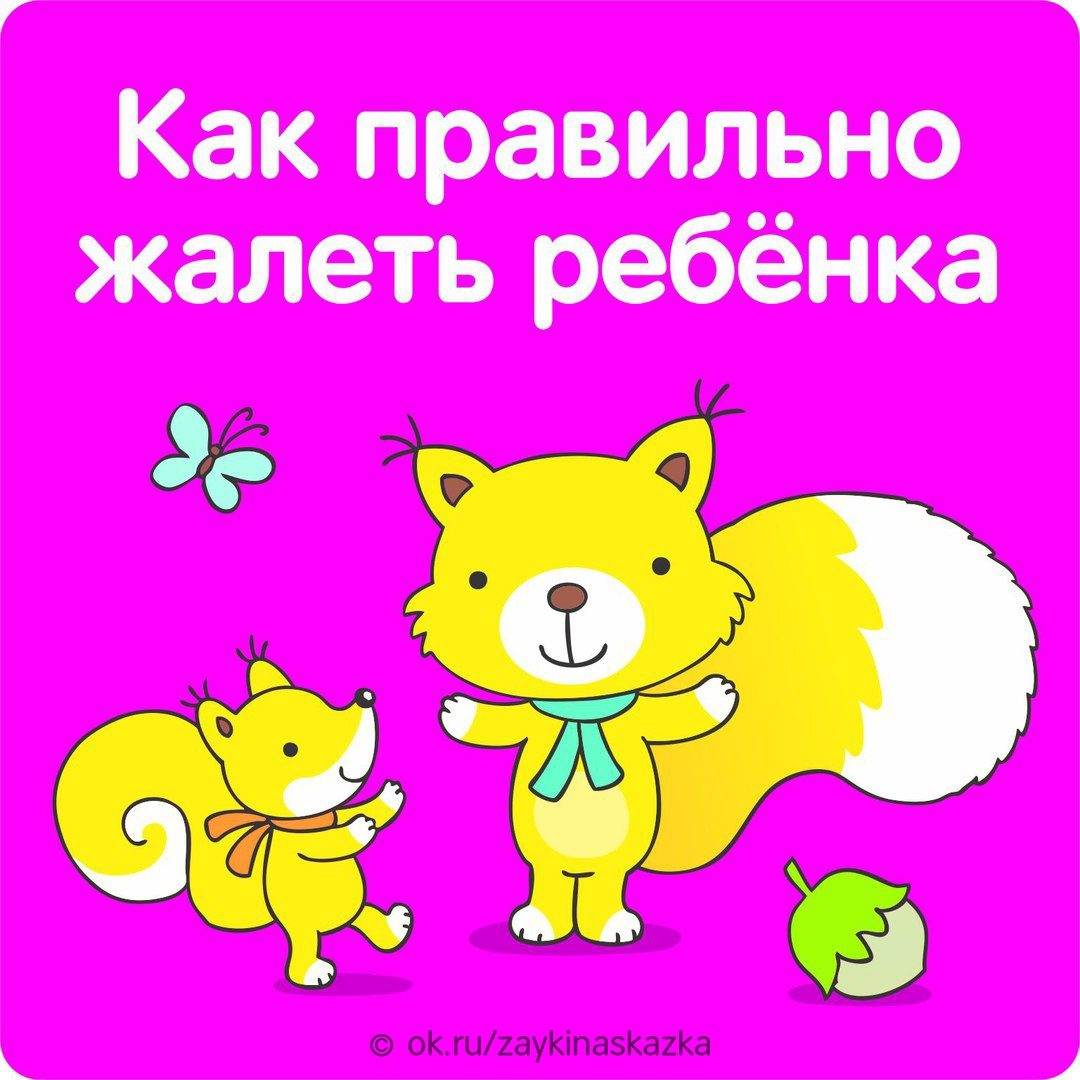 Как правильно
жалеть ребёнка
© ok.ru/zaykinaskazka